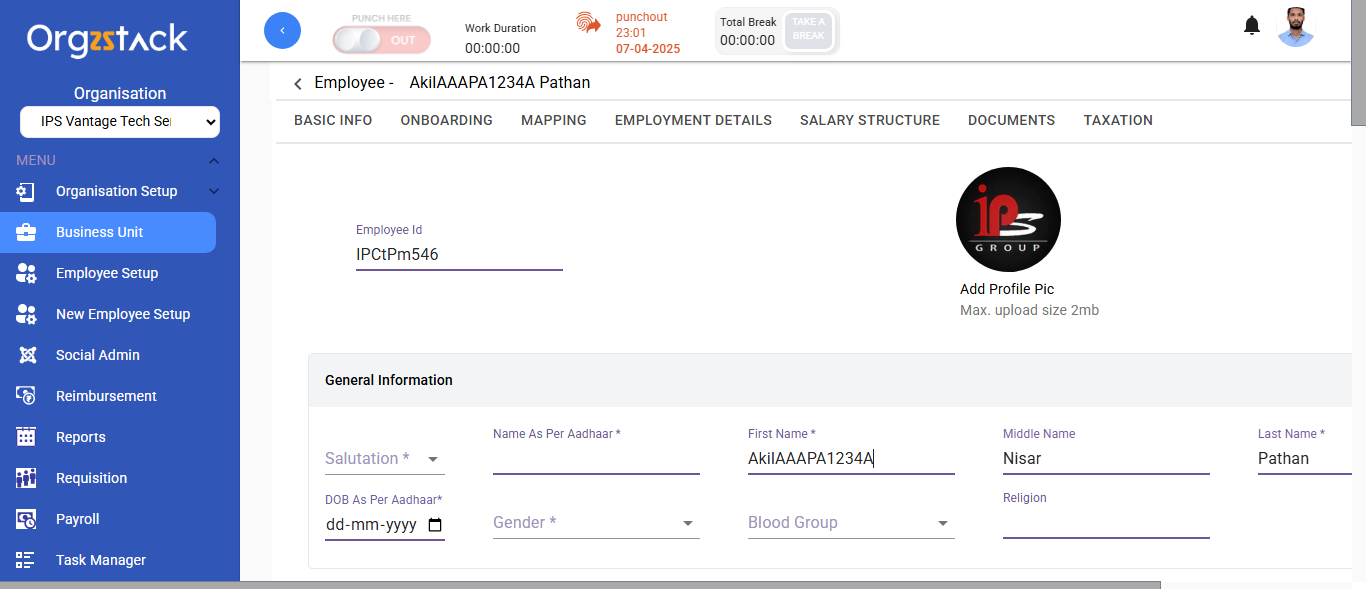 Orgzstack
Organisation
IPS Vantage Tech Se
MENU
Organisation Setup
Business Unit
Employee Setup
New Employee Setup
Social Admin
Reimbursement
Reports
Requisition
Payroll
Task Manager
PUNCH HERE
OUT
Work Duration
00:00:00
punchout
23:01
07-04-2025
Total Break
00:00:00
TAKE A
BREAK
Employee - AkilAAAPA1234A Pathan
BASIC INFO ONBOARDING MAPPING EMPLOYMENT DETAILS SALARY STRUCTURE DOCUMENTS TAXATION
Employee Id
IPCtPm546
iPS
GROUP
Add Profile Pic
Max. upload size 2mb
General Information
Salutation *
Name As Per Aadhaar *
First Name *
AkilAAAPA1234A
Middle Name
Nisar
Last Name *
Pathan
DOB As Per Aadhaar*
dd-mm-yyyy
Gender *
Blood Group
Religion